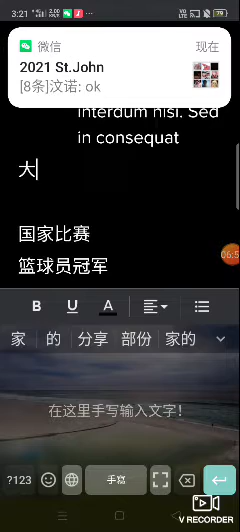 3:21
微信
现在
2021 St.John
[8条]汶诺: ok
interdum nisi. Sed
in consequat
大
06:5
国家比赛
篮球员冠军
B U A
家 的 分享 部份 家的
在这里手写输入文字!
?123 手寫
V RECORDER